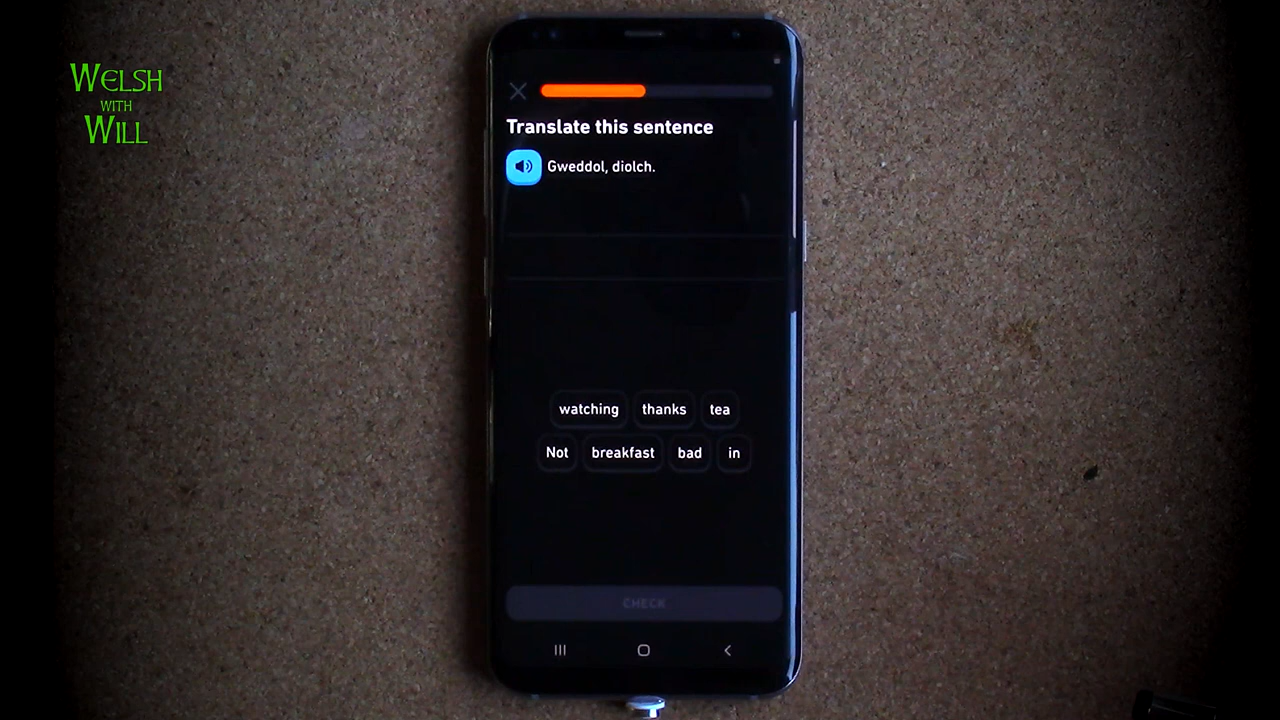 WELSH
WITH
WILL
Translate this sentence
Gweddol, diolch.
watching thanks tea
Not breakfast bad in
CHECK